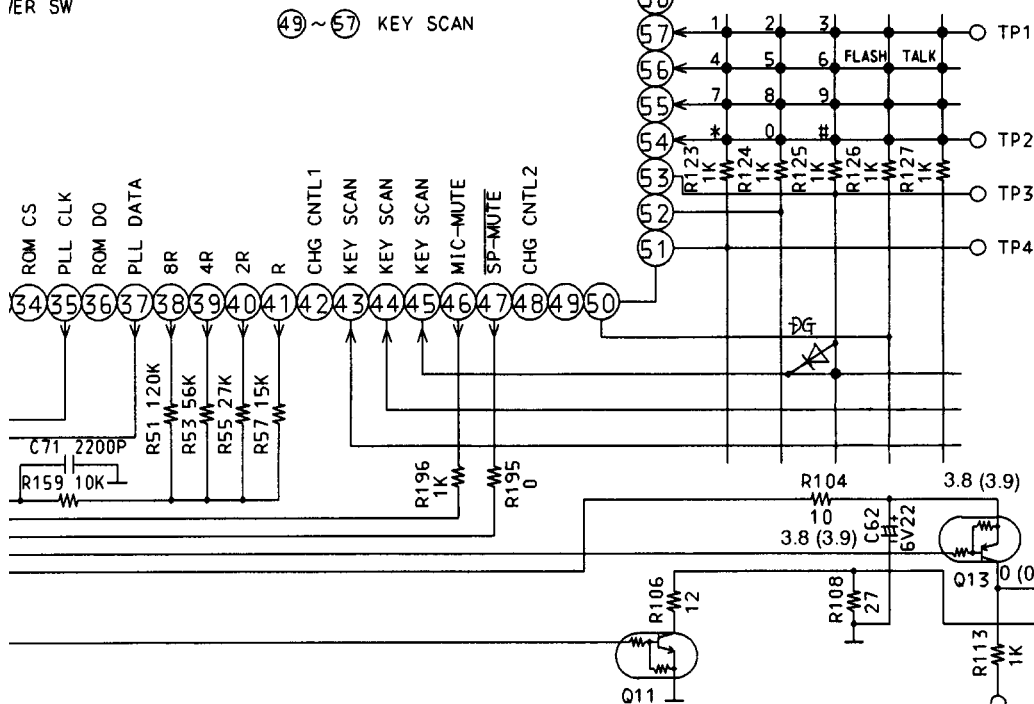 /ER SW
49 ~ 57 KEY SCAN
57 1 2 3 TP1
56 4 5 6 FLASH TALK
55 7 8 9
54 * 0 # TP2
R123 1K R124 1K R125 1K R126 1K R127 1K
53 TP3
52
51 TP4
ROM CS
PLL CLK
ROM DO
PLL DATA
8R
4R
2R
R
CHG CNTL1
KEY SCAN
KEY SCAN
KEY SCAN
MIC-MUTE
SP-MUTE
CHG CNTL2
34 35 36 37 38 39 40 41 42 43 44 45 46 47 48 49 50
DG
R51 120K
R53 56K
R55 27K
R57 15K
C71 2200P
R159 10K
R196 1K
R195 0
R104
10
3.8 (3.9)
3.8 (3.9)
C62
6V22
Q13
0 (0
R106
12
R108
27
R113
1K
Q11